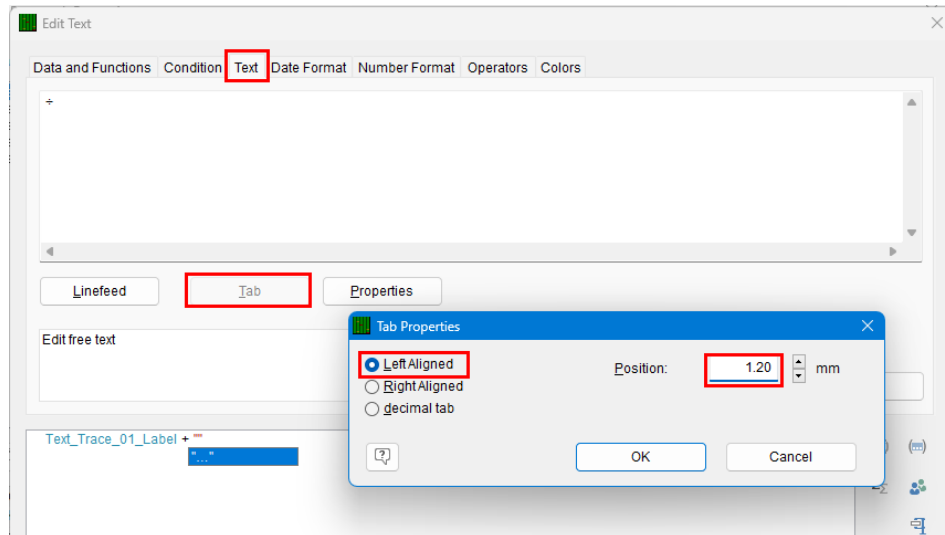 Edit Text
Data and Functions Condition Text Date Format Number Format Operators Colors
÷
Linefeed Tab Properties
Edit free text
Tab Properties
Left Aligned
Right Aligned
decimal tab
Position: 1.20 mm
OK Cancel
Text_Trace_01_Label + "
"..."